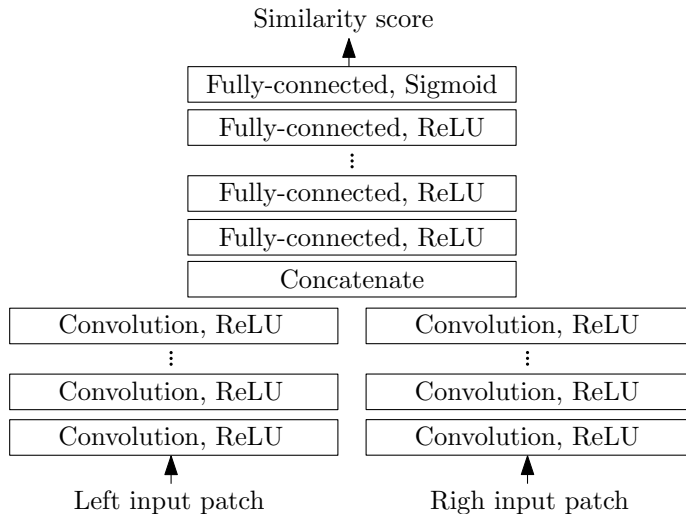 Similarity score
Fully-connected, Sigmoid
Fully-connected, ReLU
Fully-connected, ReLU
Fully-connected, ReLU
Concatenate
Convolution, ReLU Convolution, ReLU
Convolution, ReLU Convolution, ReLU
Convolution, ReLU Convolution, ReLU
Left input patch Righ input patch